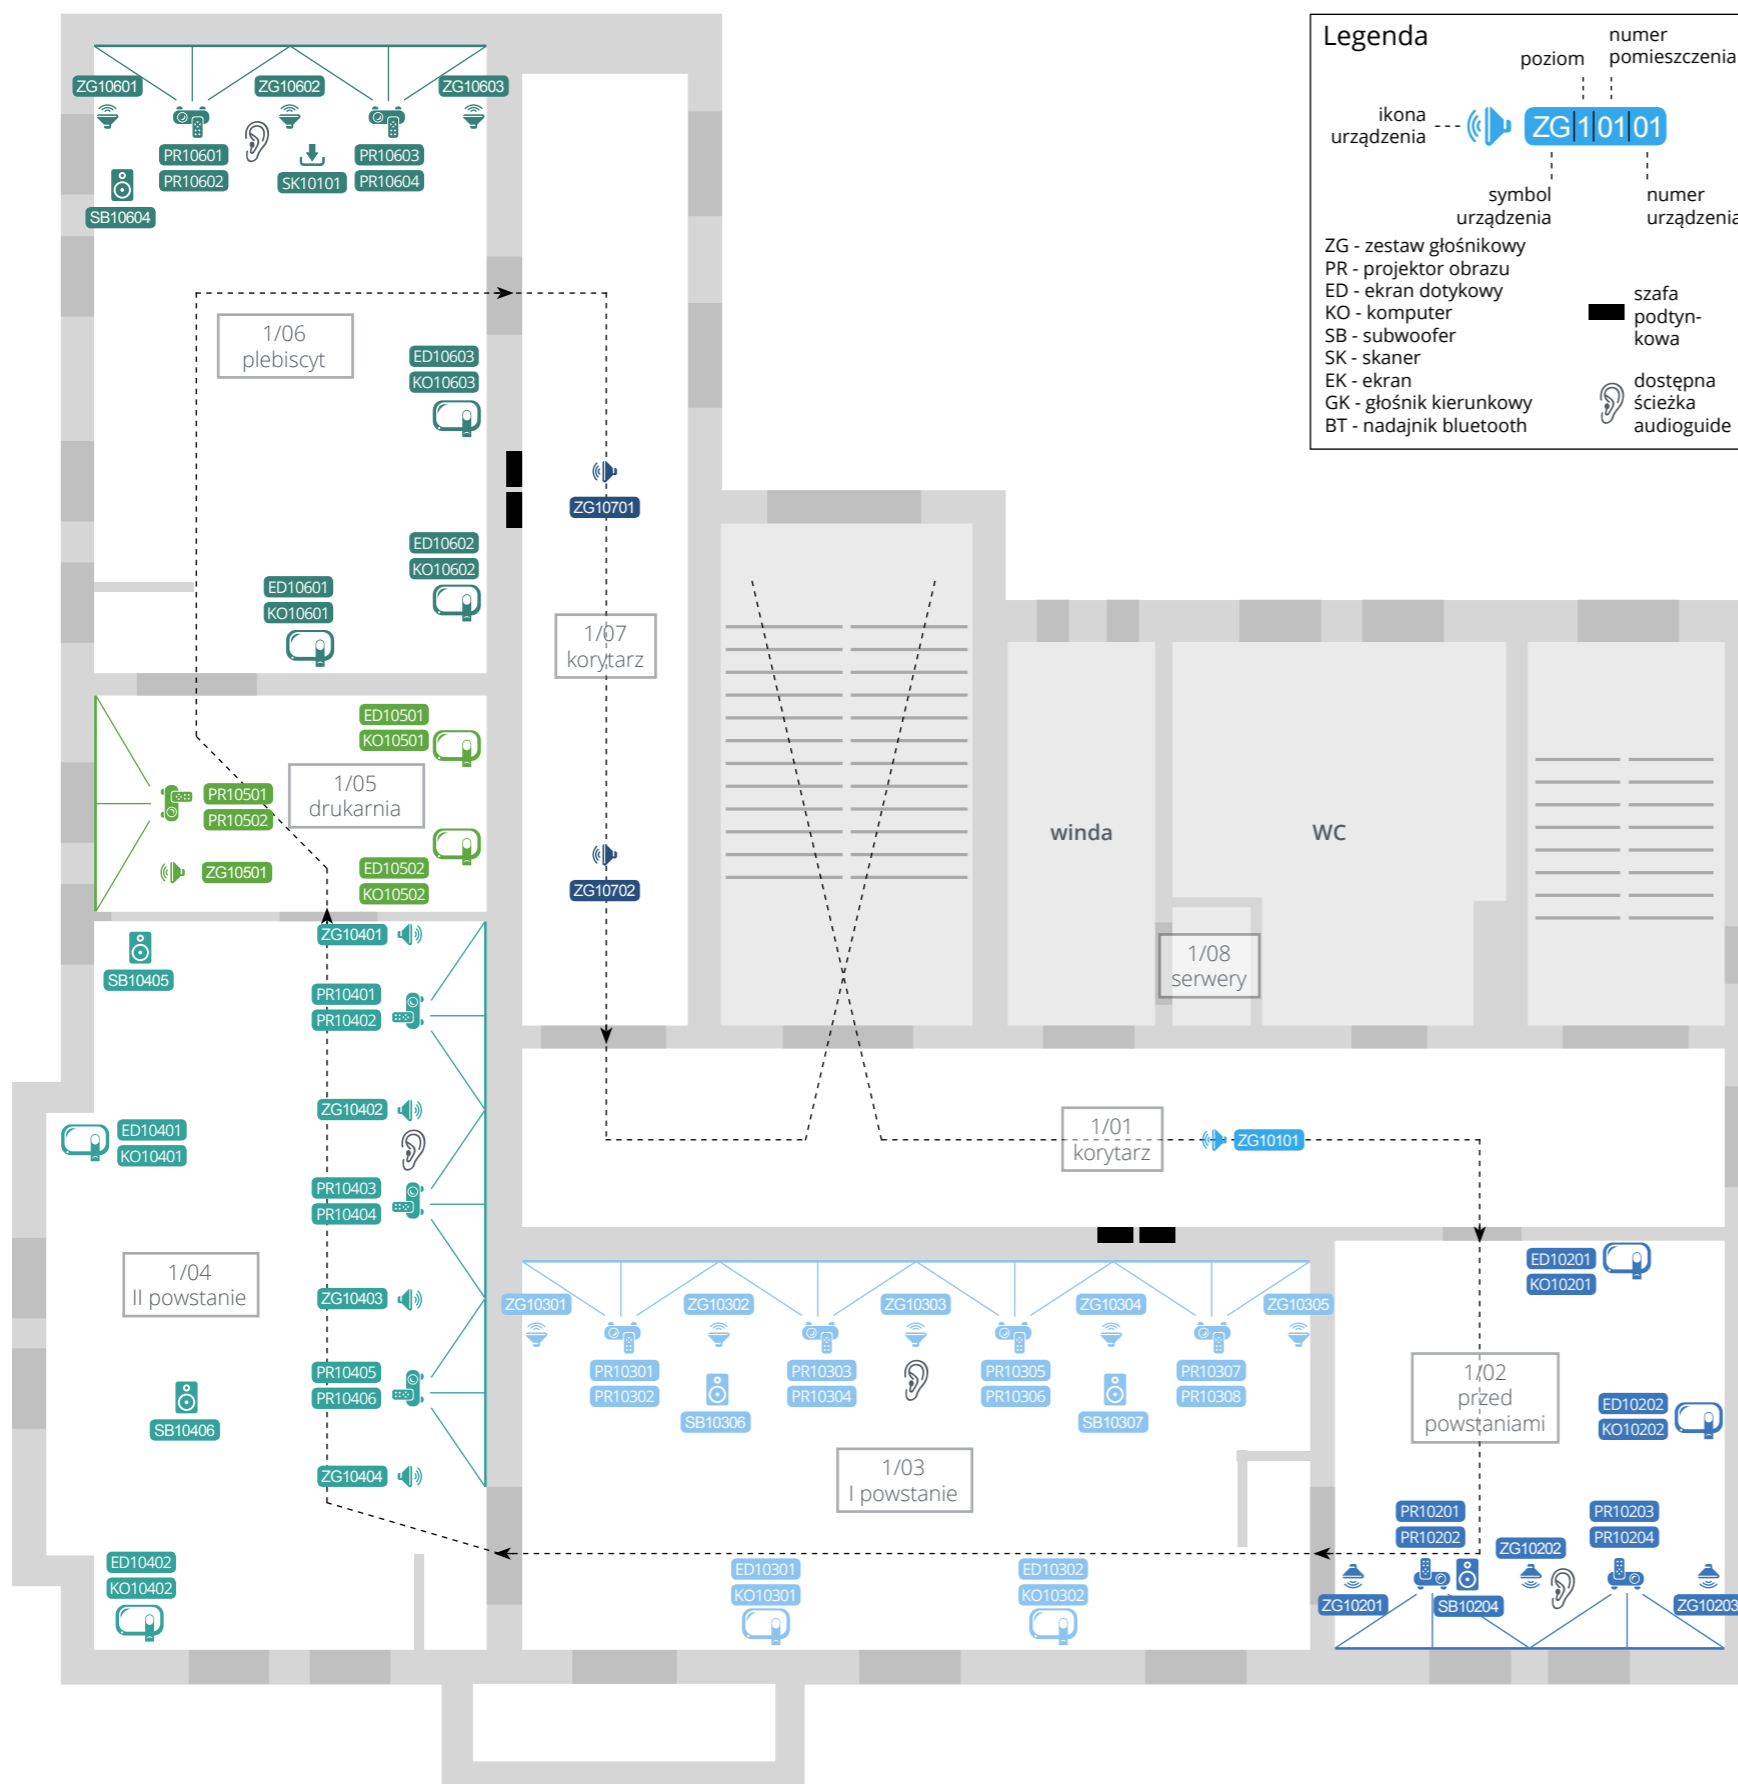 Legenda
poziom
numer
pomieszczenia
ikona
urządzenia
ZG 1 01 01
symbol
urządzenia
numer
urządzenia
ZG - zestaw głośnikowy
PR - projektor obrazu
ED - ekran dotykowy
KO - komputer
SB - subwoofer
SK - skaner
EK - ekran
GK - głośnik kierunkowy
BT - nadajnik bluetooth
szafa
podtyn-
kowa
dostępna
ścieżka
audioguide
ZG10601
ZG10602
ZG10603
PR10601
PR10602
SK10101
PR10603
PR10604
SB10604
1/06
plebiscyt
ED10603
KO10603
ED10602
KO10602
ED10601
KO10601
ZG10701
1/07
korytarz
ZG10702
ED10501
KO10501
1/05
drukarnia
PR10501
PR10502
ZG10501
ED10502
KO10502
winda
WC
1/08
serwery
ZG10401
SB10405
PR10401
PR10402
ZG10402
ED10401
KO10401
PR10403
PR10404
1/04
II powstanie
ZG10403
PR10405
PR10406
SB10406
ZG10404
ED10402
KO10402
1/01
korytarz
ZG10101
ZG10301
ZG10302
ZG10303
ZG10304
ZG10305
PR10301
PR10302
PR10303
PR10304
PR10305
PR10306
PR10307
PR10308
SB10306
SB10307
1/03
I powstanie
ED10301
KO10301
ED10302
KO10302
ED10201
KO10201
1/02
przed
powstaniami
ED10202
KO10202
PR10201
PR10202
PR10203
PR10204
ZG10202
ZG10201
SB10204
ZG10203